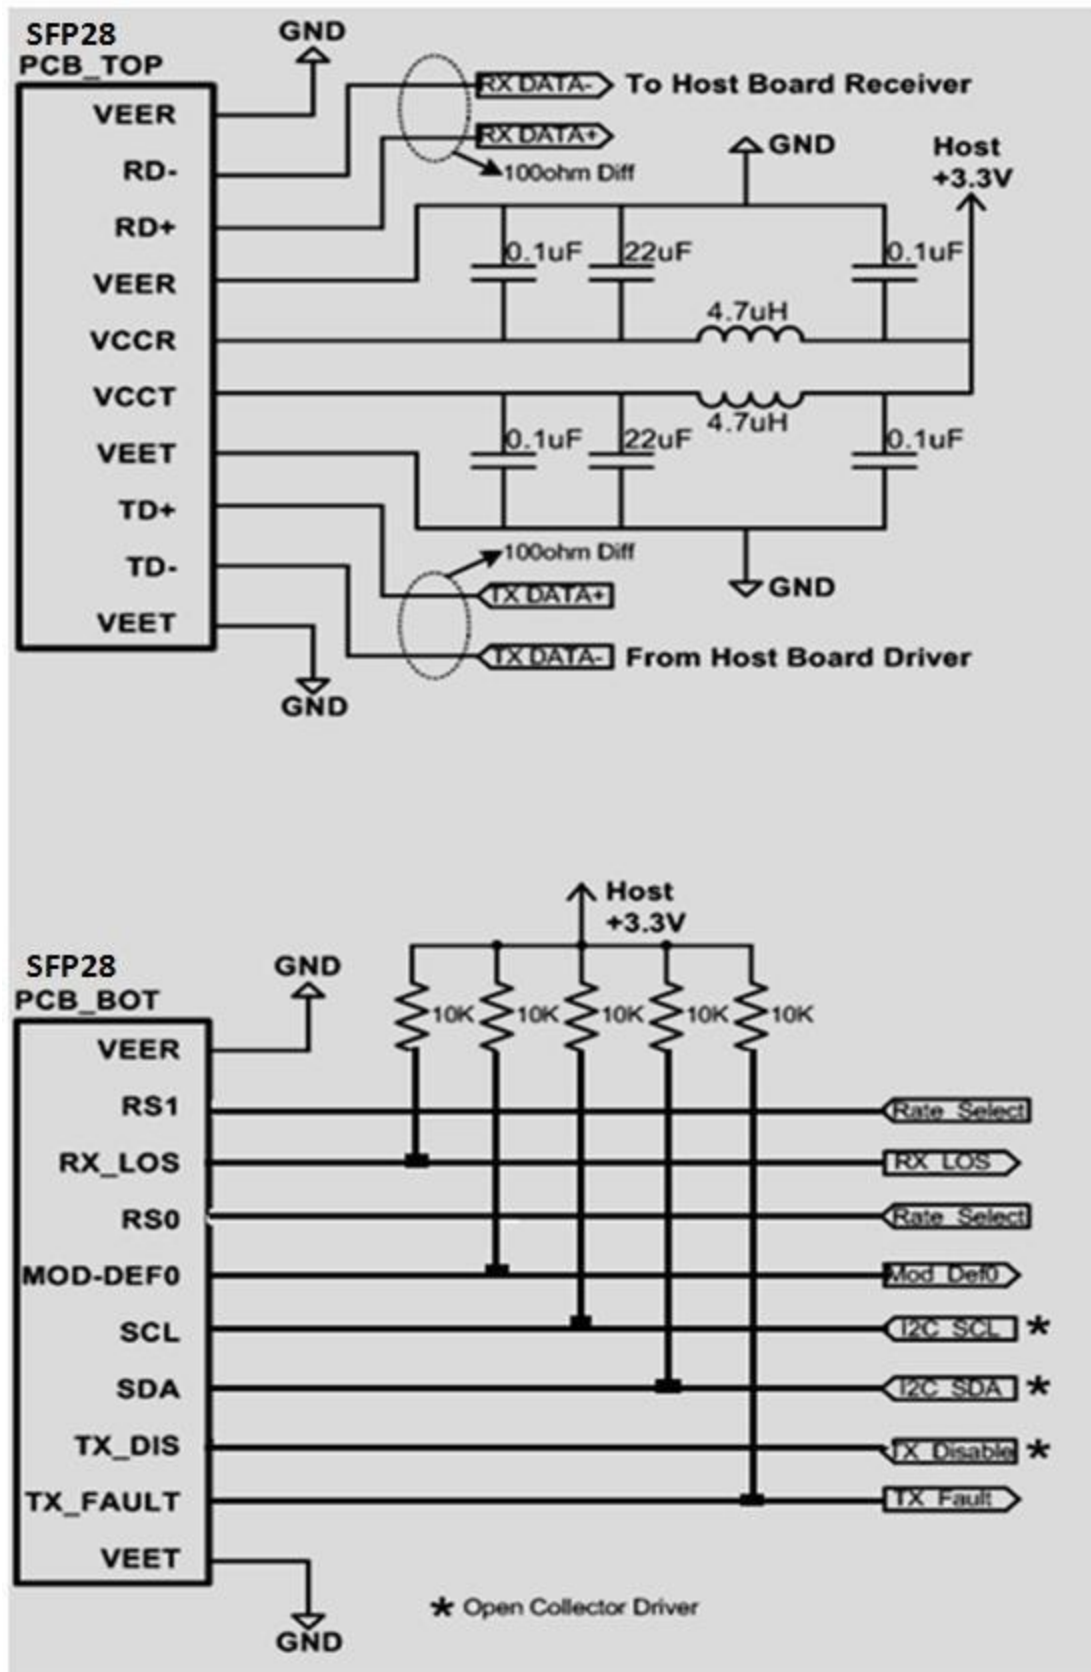 SFP28
PCB_TOP
GND
VEER
RX DATA-
To Host Board Receiver
RD-
RX DATA+
100ohm Diff
GND
Host
+3.3V
RD+
VEER
0.1uF
22uF
0.1uF
4.7uH
VCCR
VCCT
4.7uH
VEET
0.1uF
22uF
0.1uF
TD+
100ohm Diff
TD-
TX DATA+
GND
VEET
TX DATA-
From Host Board Driver
GND
Host
+3.3V
SFP28
PCB_BOT
GND
10K
10K
10K
10K
10K
VEER
RS1
Rate Select
RX_LOS
RX LOS
RS0
Rate Select
MOD-DEF0
Mod Def0
SCL
I2C SCL *
SDA
I2C SDA *
TX_DIS
TX Disable *
TX_FAULT
TX Fault
VEET
* Open Collector Driver
GND